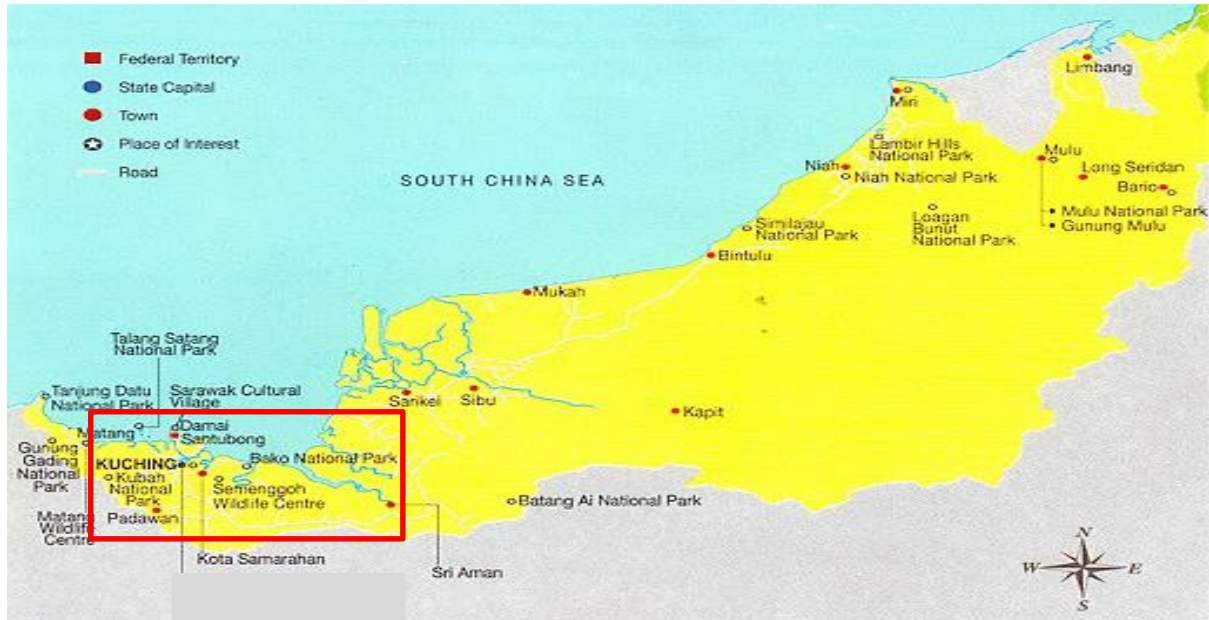 Federal Territory
State Capital
Town
Place of Interest
Road
SOUTH CHINA SEA
Limbang
Miri
Lambir Hills
National Park
Niah
Niah National Park
Mulu
Long Seridan
Bario
Mulu National Park
Gunung Mulu
Loagan
Bunut
National Park
Similajau
National Park
Bintulu
Mukah
Talang Satang
National Park
Tanjung Datu
National Park
Sarawak Cultural
Village
Damai
Santubong
Matang
Sarikei
Sibu
Kapit
Gunung
Gading
National
Park
KUCHING
Bako National Park
Kubah
National
Park
Semenggoh
Wildlife Centre
Padawan
Matang
Wildlife
Centre
Batang Ai National Park
Kota Samarahan
Sri Aman
N
W
E
S